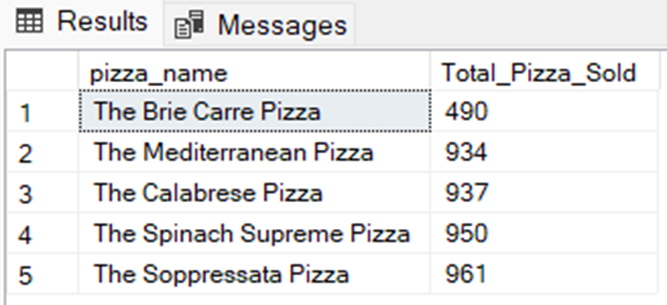 Results Messages
pizza_name Total_Pizza_Sold
1 The Brie Carre Pizza 490
2 The Mediterranean Pizza 934
3 The Calabrese Pizza 937
4 The Spinach Supreme Pizza 950
5 The Soppressata Pizza 961